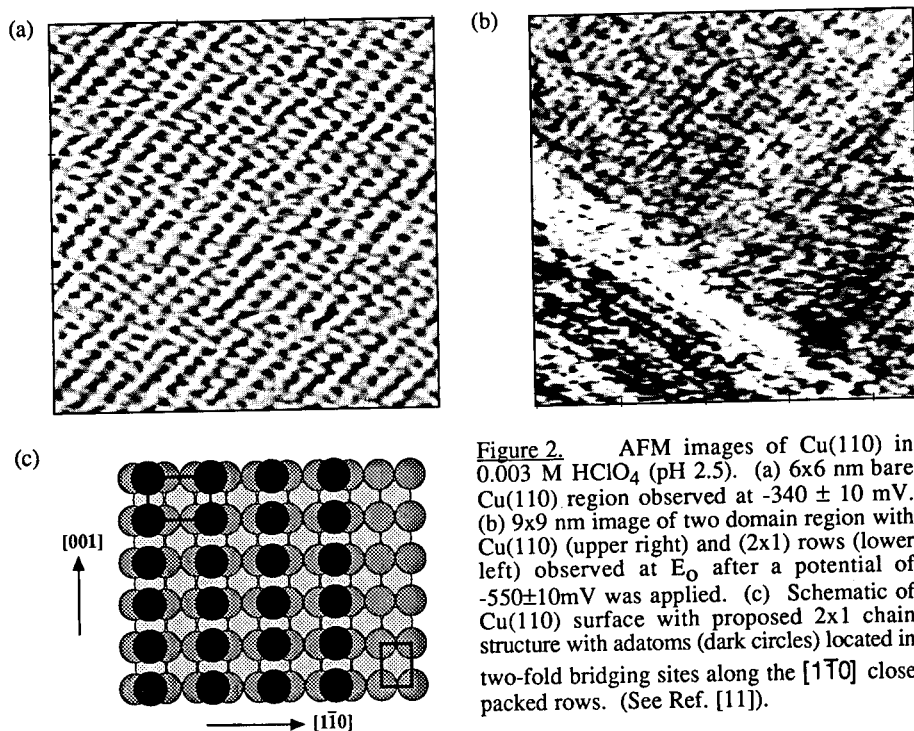 (a)
(b)
(c)
[001]
[11̅0]
Figure 2. AFM images of Cu(110) in
0.003 M HClO4 (pH 2.5). (a) 6x6 nm bare
Cu(110) region observed at -340 ± 10 mV.
(b) 9x9 nm image of two domain region with
Cu(110) (upper right) and (2x1) rows (lower
left) observed at Eo after a potential of
-550±10mV was applied. (c) Schematic of
Cu(110) surface with proposed 2x1 chain
structure with adatoms (dark circles) located in
two-fold bridging sites along the [11̅0] close
packed rows. (See Ref. [11]).